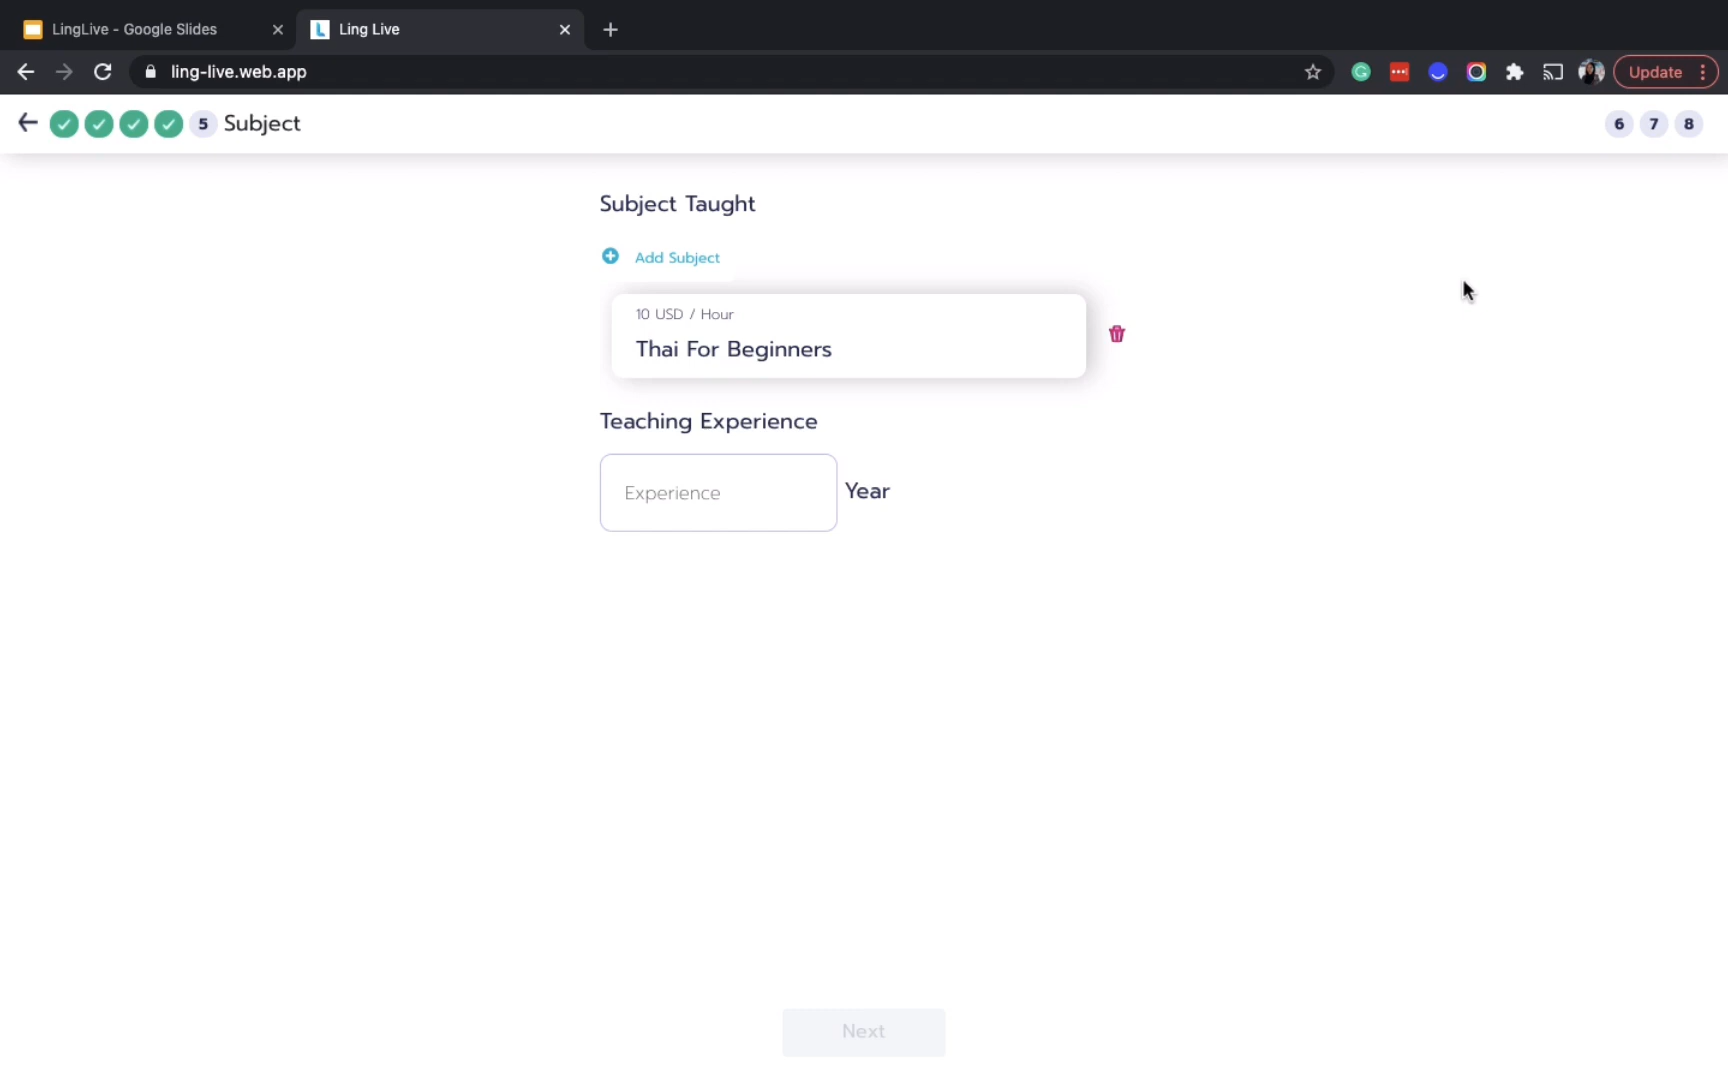 LingLive - Google Slides
Ling Live
ling-live.web.app
Update
5 Subject
6 7 8
Subject Taught
Add Subject
10 USD / Hour
Thai For Beginners
Teaching Experience
Experience
Year
Next